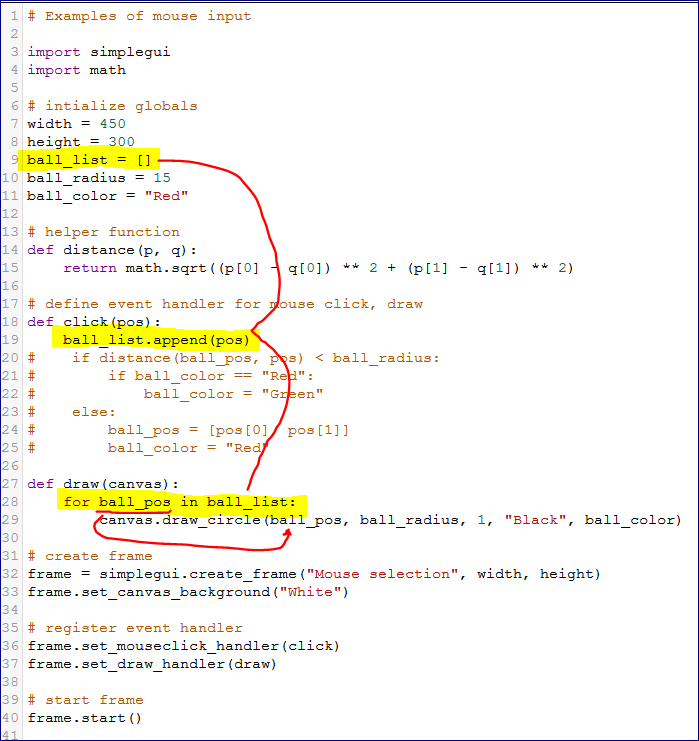 1 # Examples of mouse input
2
3 import simplegui
4 import math
5
6 # intialize globals
7 width = 450
8 height = 300
9 ball_list = []
10 ball_radius = 15
11 ball_color = "Red"
12
13 # helper function
14 def distance(p, q):
15     return math.sqrt((p[0] - q[0]) ** 2 + (p[1] - q[1]) ** 2)
16
17 # define event handler for mouse click, draw
18 def click(pos):
19     ball_list.append(pos)
20 #    if distance(ball_pos, pos) < ball_radius:
21 #        if ball_color == "Red":
22 #            ball_color = "Green"
23 #    else:
24 #        ball_pos = [pos[0], pos[1]]
25 #        ball_color = "Red"
26
27 def draw(canvas):
28     for ball_pos in ball_list:
29         canvas.draw_circle(ball_pos, ball_radius, 1, "Black", ball_color)
30
31 # create frame
32 frame = simplegui.create_frame("Mouse selection", width, height)
33 frame.set_canvas_background("White")
34
35 # register event handler
36 frame.set_mouseclick_handler(click)
37 frame.set_draw_handler(draw)
38
39 # start frame
40 frame.start()
41